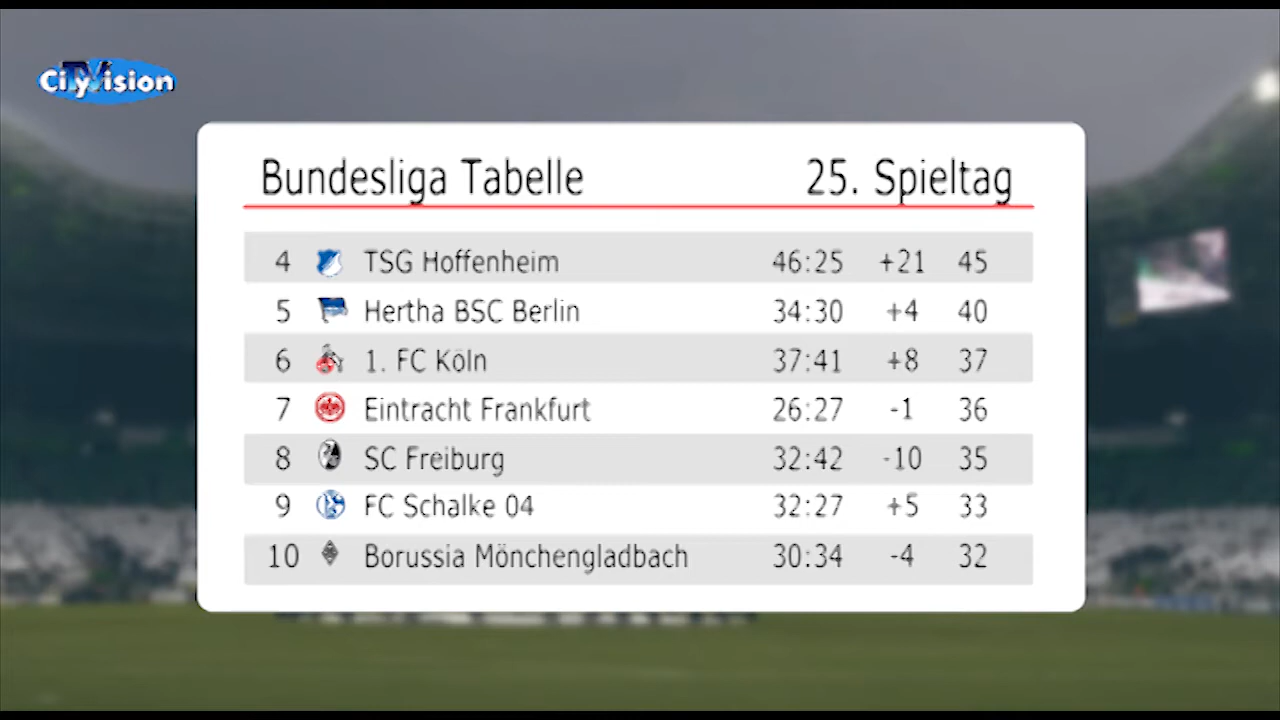 TV
CityVision
Bundesliga Tabelle 25. Spieltag
4 TSG Hoffenheim 46:25 +21 45
5 Hertha BSC Berlin 34:30 +4 40
6 1. FC Köln 37:41 +8 37
7 Eintracht Frankfurt 26:27 -1 36
8 SC Freiburg 32:42 -10 35
9 FC Schalke 04 32:27 +5 33
10 Borussia Mönchengladbach 30:34 -4 32